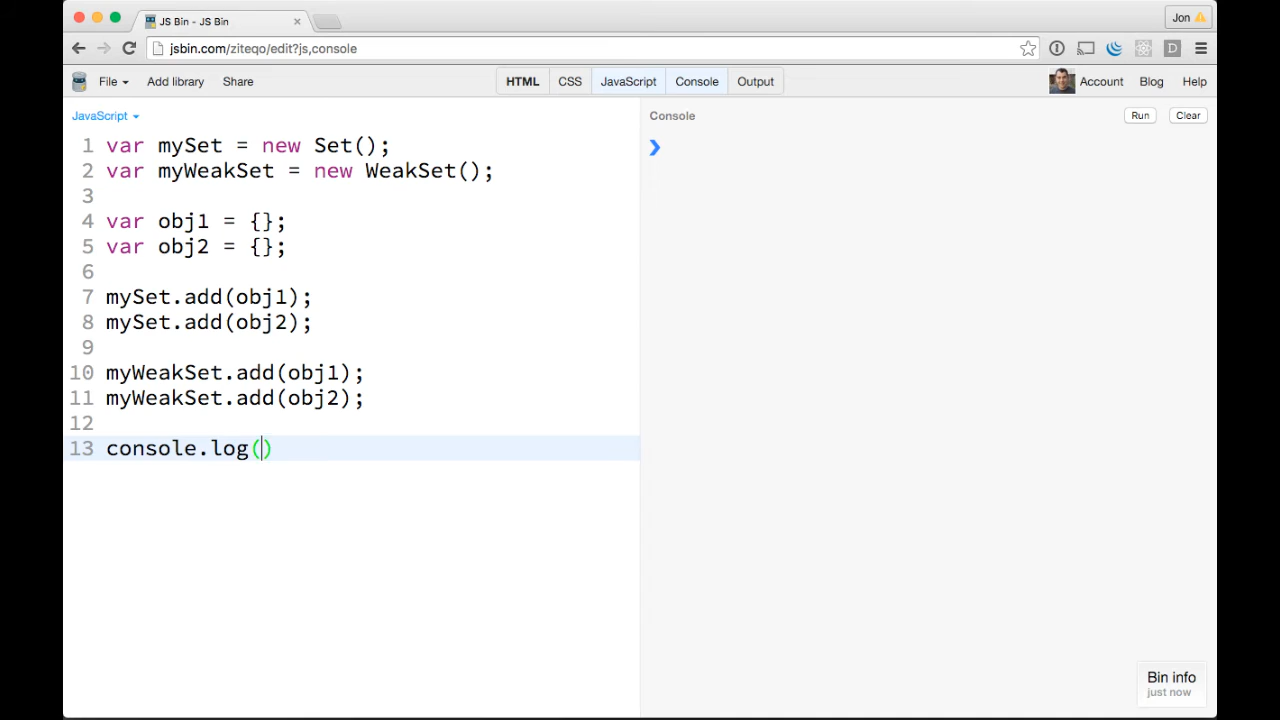 JS Bin - JS Bin
Jon
jsbin.com/ziteqo/edit?js,console
File Add library Share HTML CSS JavaScript Console Output Account Blog Help
JavaScript
1 var mySet = new Set();
2 var myWeakSet = new WeakSet();
3
4 var obj1 = {};
5 var obj2 = {};
6
7 mySet.add(obj1);
8 mySet.add(obj2);
9
10 myWeakSet.add(obj1);
11 myWeakSet.add(obj2);
12
13 console.log()
Console Run Clear
Bin info
just now